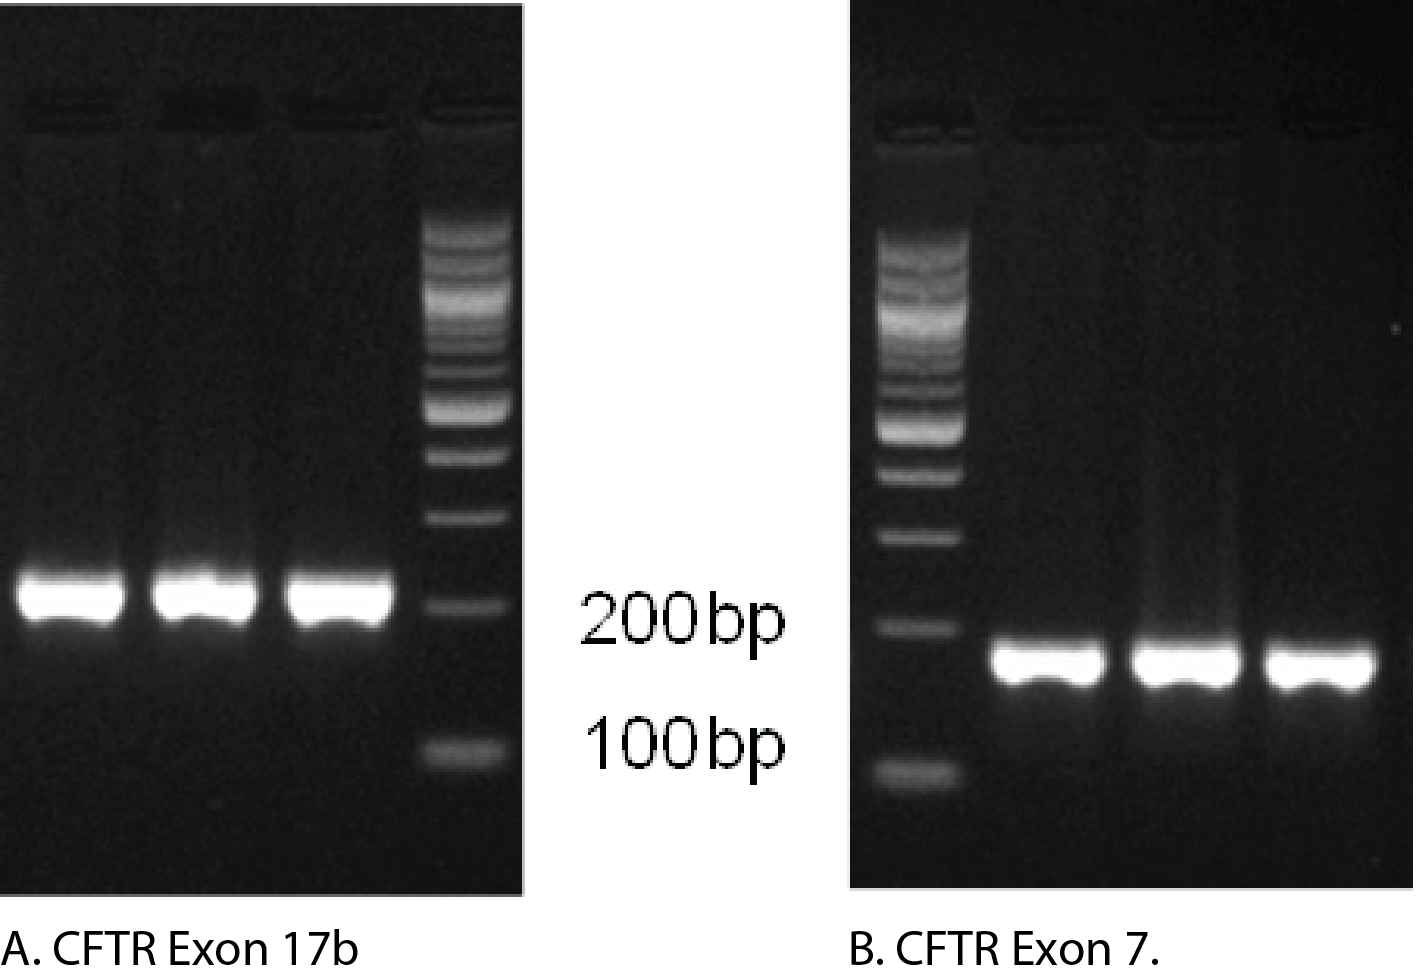 200bp
100bp
A. CFTR Exon 17b
B. CFTR Exon 7.